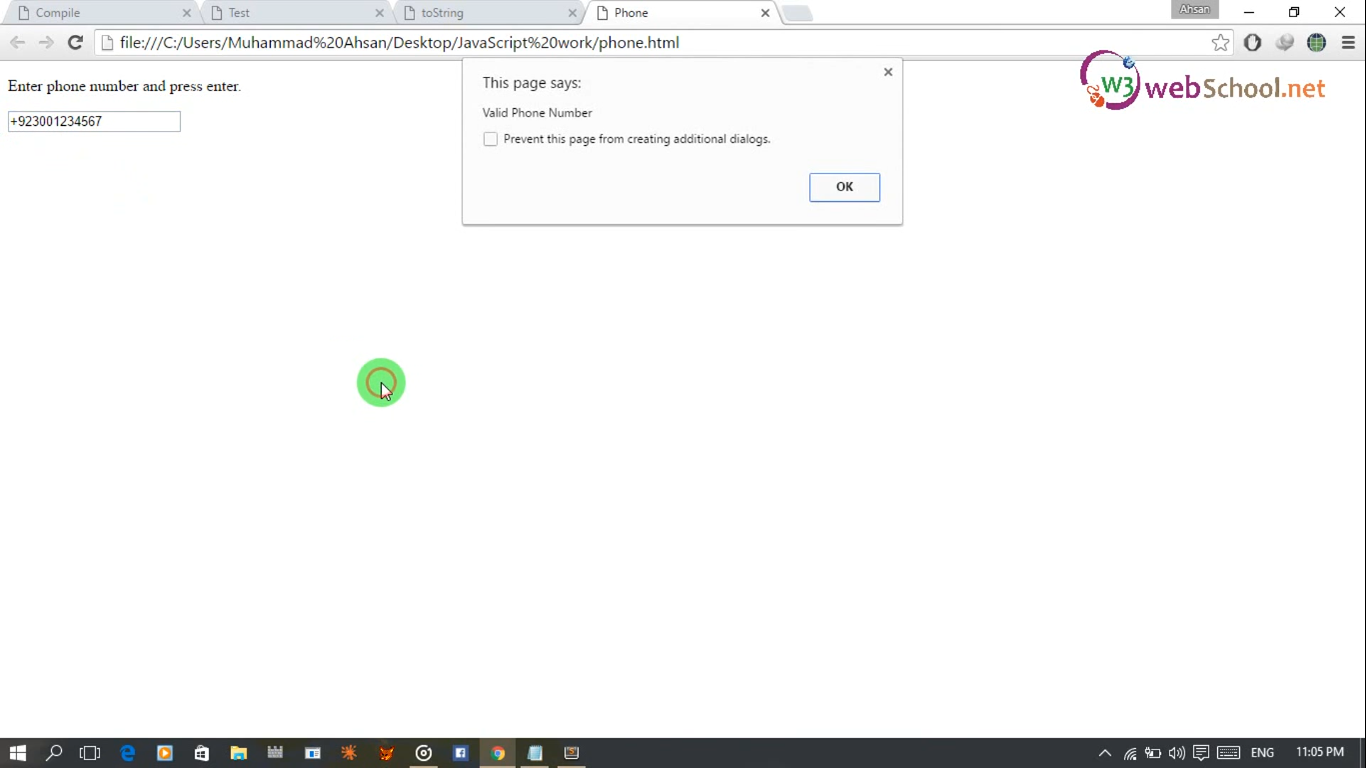 Compile
Test
toString
Phone
Ahsan
file:///C:/Users/Muhammad%20Ahsan/Desktop/JavaScript%20work/phone.html
W3 webSchool.net
Enter phone number and press enter.
+923001234567
This page says:
Valid Phone Number
Prevent this page from creating additional dialogs.
OK
ENG
11:05 PM